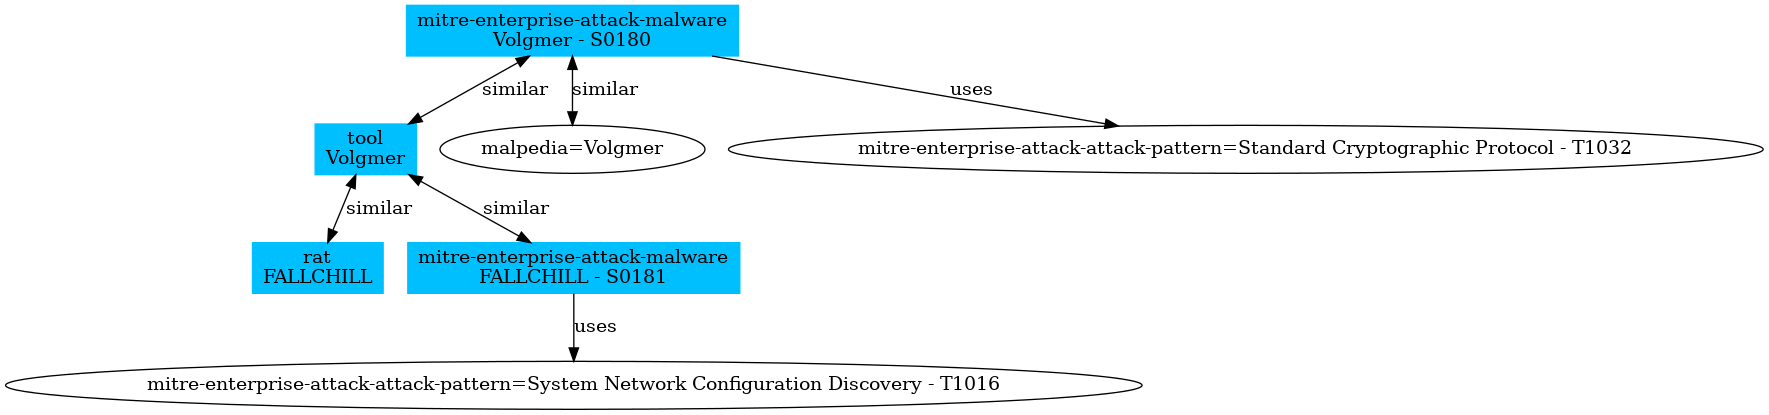 mitre-enterprise-attack-malware
Volgmer - S0180
similar
similar
uses
tool
Volgmer
malpedia=Volgmer
mitre-enterprise-attack-attack-pattern=Standard Cryptographic Protocol - T1032
similar
similar
rat
FALLCHILL
mitre-enterprise-attack-malware
FALLCHILL - S0181
uses
mitre-enterprise-attack-attack-pattern=System Network Configuration Discovery - T1016